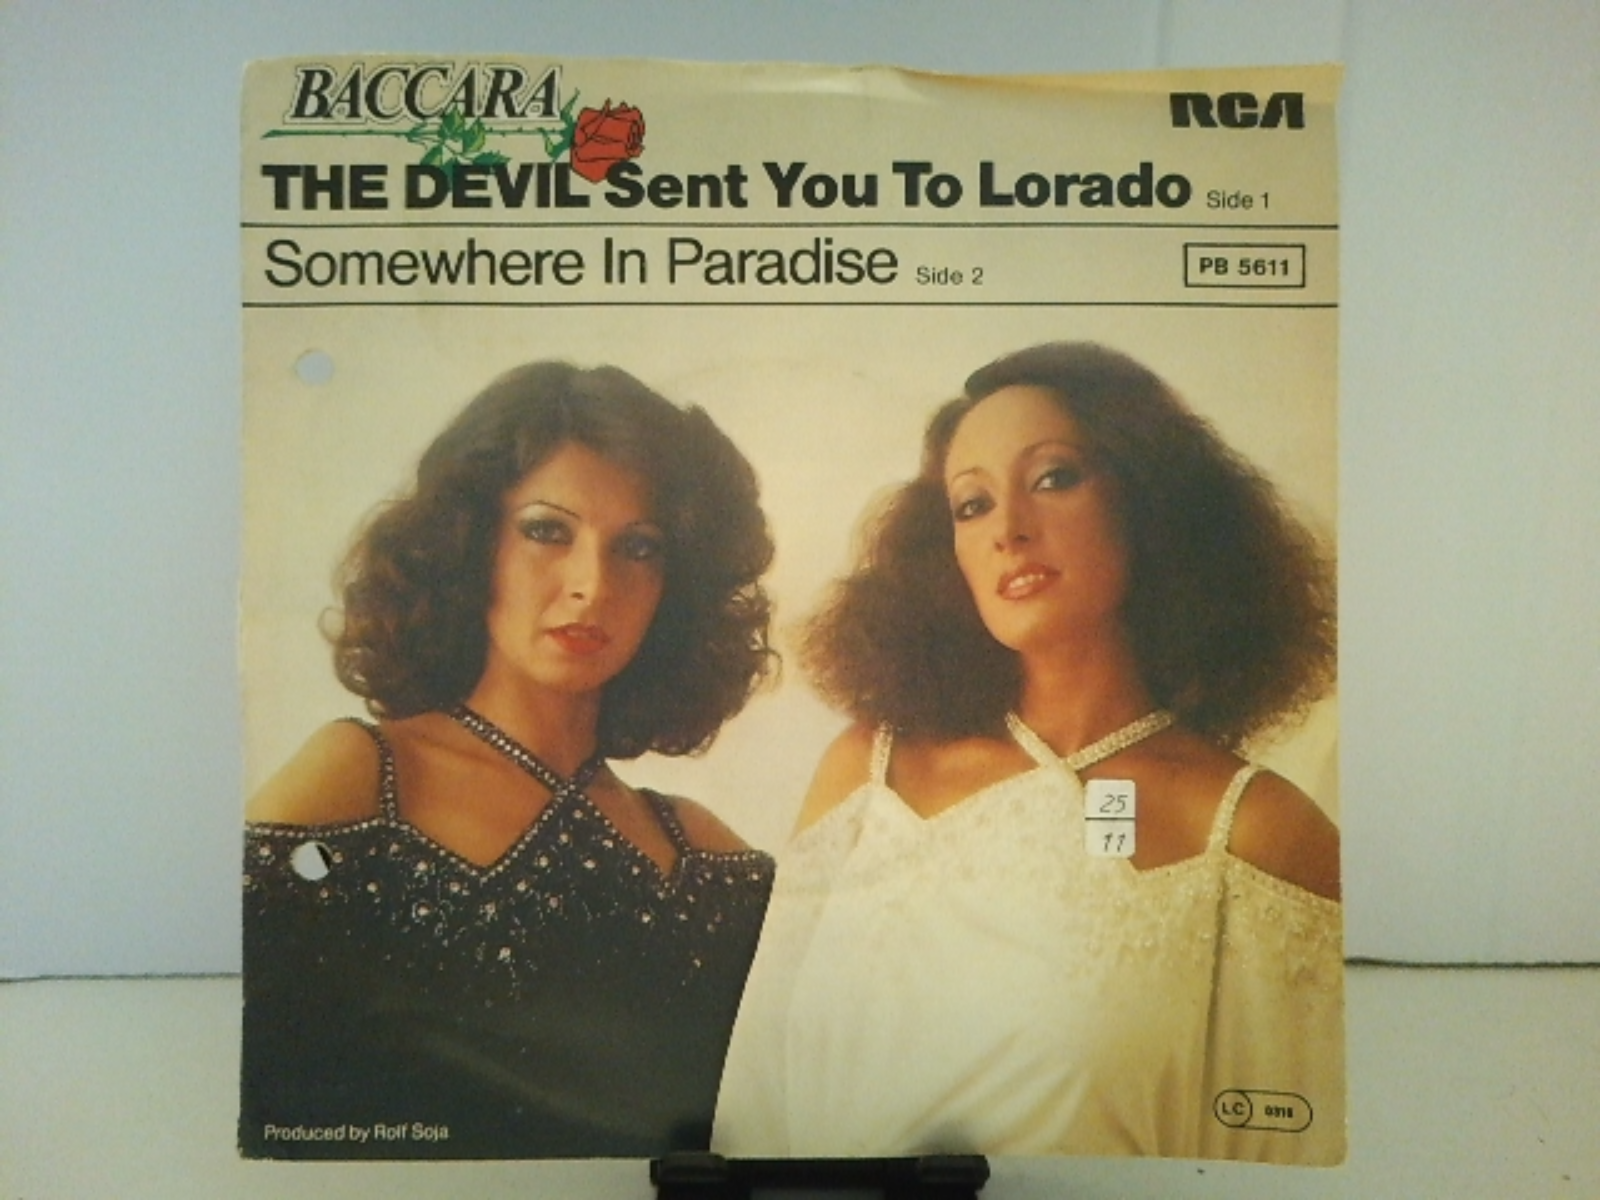 BACCARA
RCA
THE DEVIL Sent You To Lorado Side 1
Somewhere In Paradise Side 2
PB 5611
25
11
Produced by Rolf Soja
LC 0316